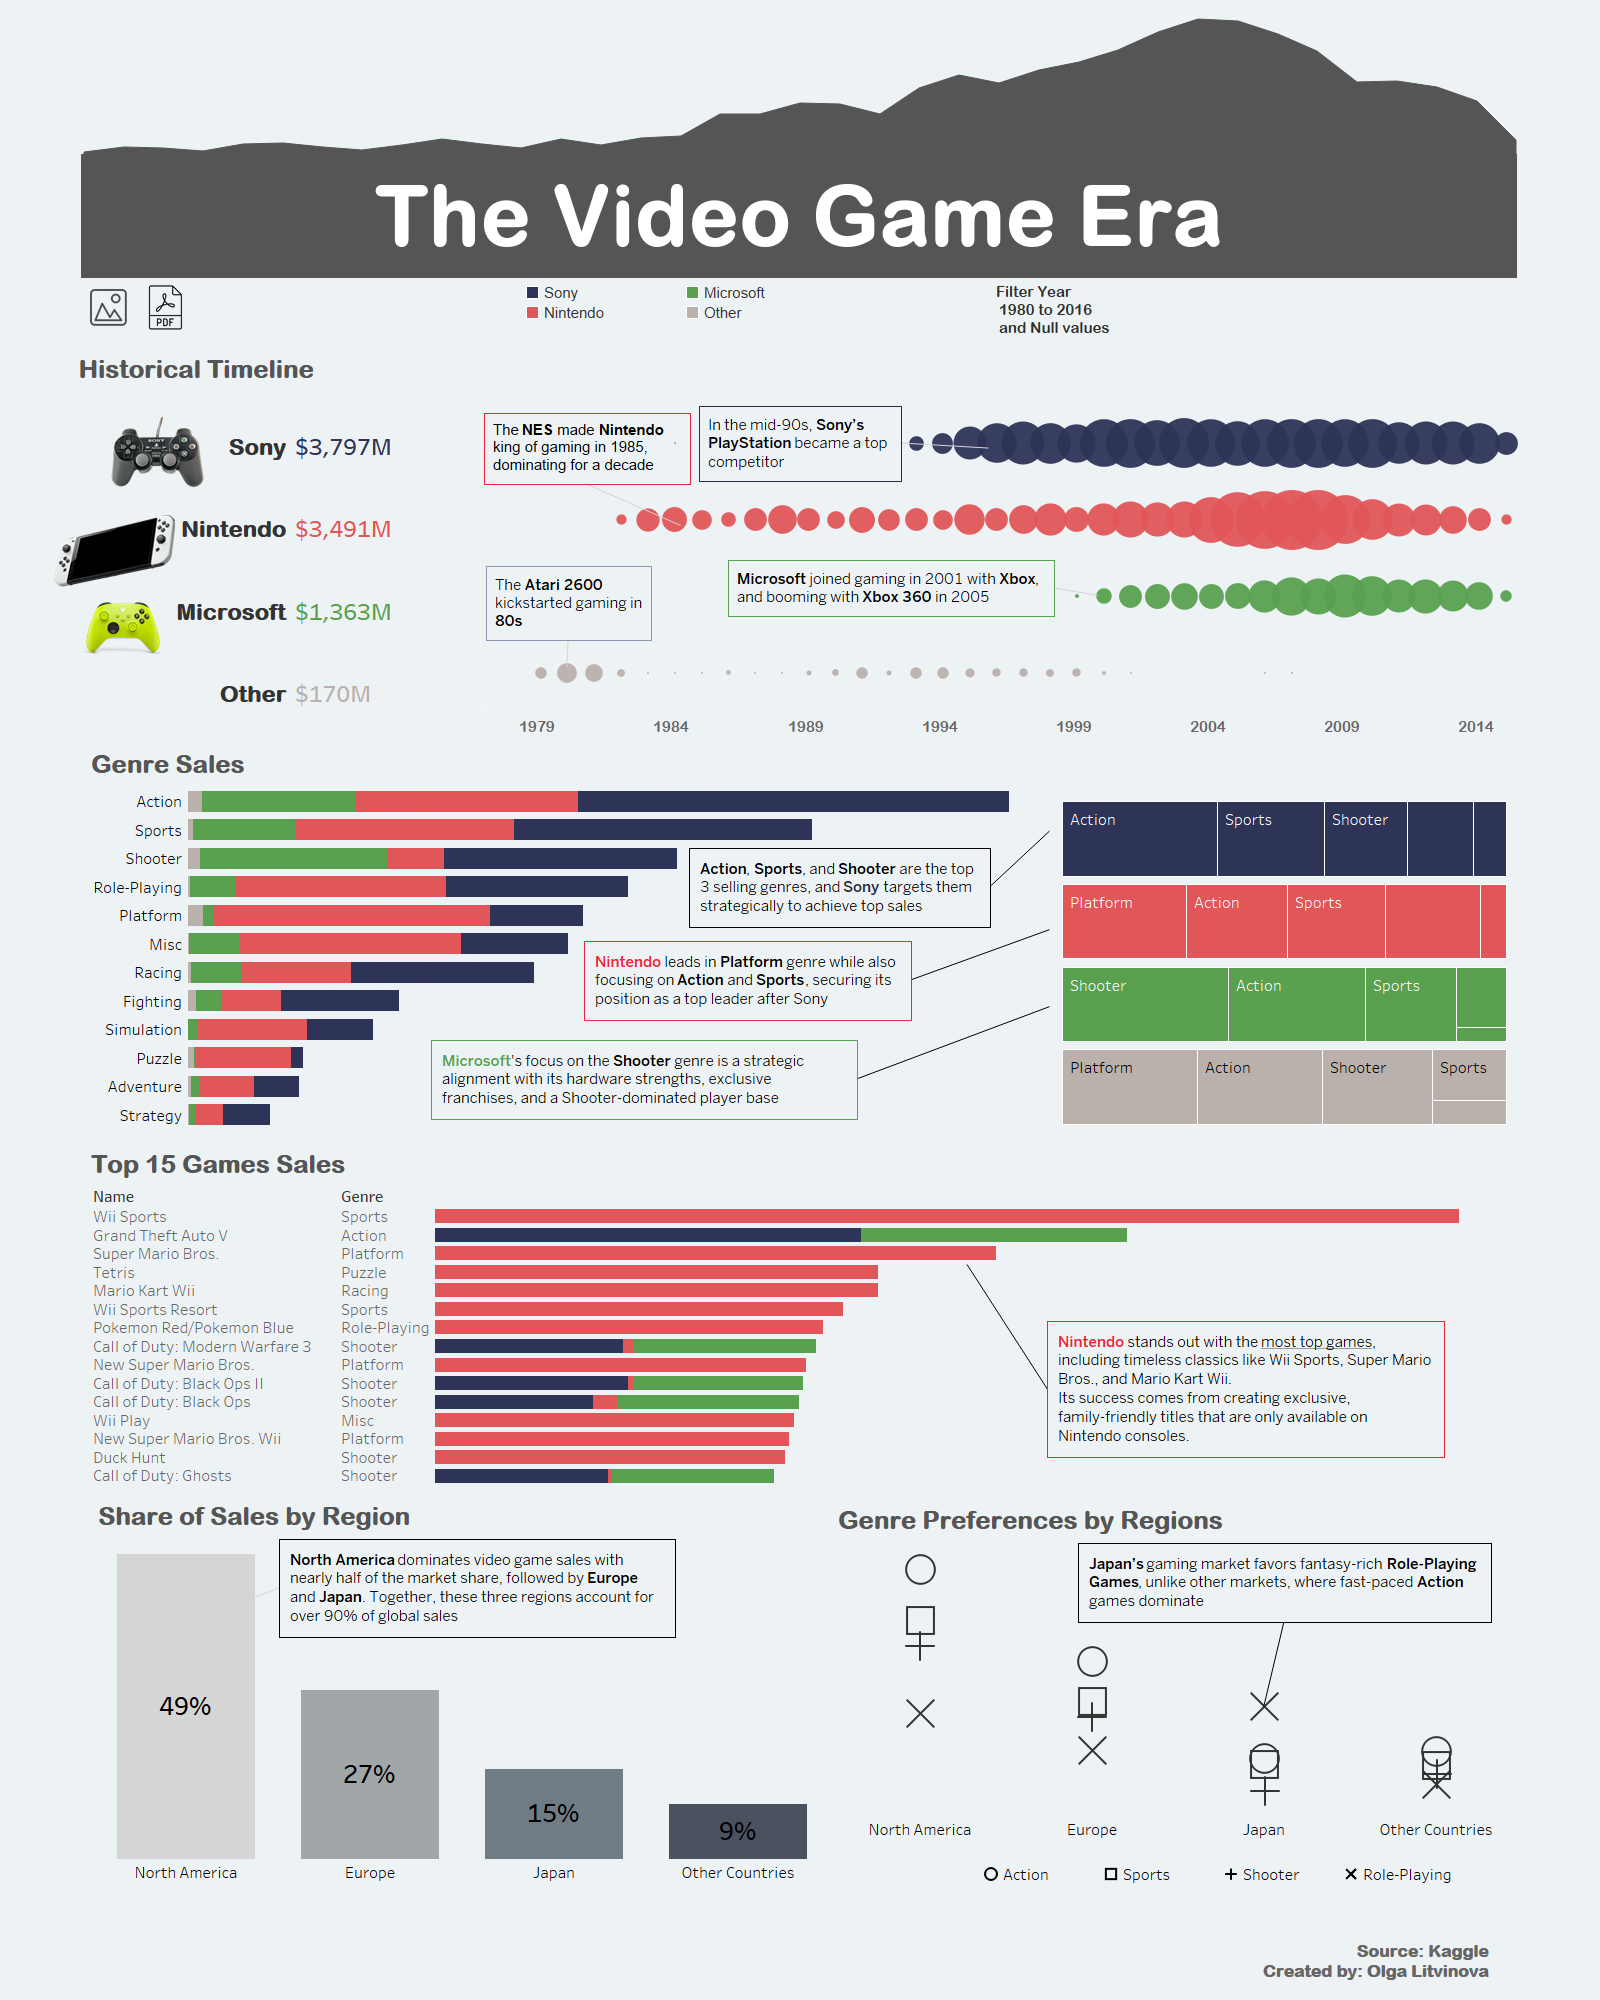 The Video Game Era
PDF
Sony
Microsoft
Nintendo
Other
Filter Year
1980 to 2016
and Null values
Historical Timeline
Sony $3,797M
Nintendo $3,491M
Microsoft $1,363M
Other $170M
The NES made Nintendo
king of gaming in 1985,
dominating for a decade
In the mid-90s, Sony's
PlayStation became a top
competitor
The Atari 2600
kickstarted gaming in
80s
Microsoft joined gaming in 2001 with Xbox,
and booming with Xbox 360 in 2005
1979
1984
1989
1994
1999
2004
2009
2014
Genre Sales
Action
Sports
Shooter
Role-Playing
Platform
Misc
Racing
Fighting
Simulation
Puzzle
Adventure
Strategy
Action, Sports, and Shooter are the top
3 selling genres, and Sony targets them
strategically to achieve top sales
Nintendo leads in Platform genre while also
focusing on Action and Sports, securing its
position as a top leader after Sony
Microsoft's focus on the Shooter genre is a strategic
alignment with its hardware strengths, exclusive
franchises, and a Shooter-dominated player base
Action Sports Shooter
Platform Action Sports
Shooter Action Sports
Platform Action Shooter Sports
Top 15 Games Sales
Name Genre
Wii Sports Sports
Grand Theft Auto V Action
Super Mario Bros. Platform
Tetris Puzzle
Mario Kart Wii Racing
Wii Sports Resort Sports
Pokemon Red/Pokemon Blue Role-Playing
Call of Duty: Modern Warfare 3 Shooter
New Super Mario Bros. Platform
Call of Duty: Black Ops II Shooter
Call of Duty: Black Ops Shooter
Wii Play Misc
New Super Mario Bros. Wii Platform
Duck Hunt Shooter
Call of Duty: Ghosts Shooter
Nintendo stands out with the most top games,
including timeless classics like Wii Sports, Super Mario
Bros., and Mario Kart Wii.
Its success comes from creating exclusive,
family-friendly titles that are only available on
Nintendo consoles.
Share of Sales by Region
North America dominates video game sales with
nearly half of the market share, followed by Europe
and Japan. Together, these three regions account for
over 90% of global sales
49%
27%
15%
9%
North America
Europe
Japan
Other Countries
Genre Preferences by Regions
Japan's gaming market favors fantasy-rich Role-Playing
Games, unlike other markets, where fast-paced Action
games dominate
North America
Europe
Japan
Other Countries
Action
Sports
Shooter
Role-Playing
Source: Kaggle
Created by: Olga Litvinova